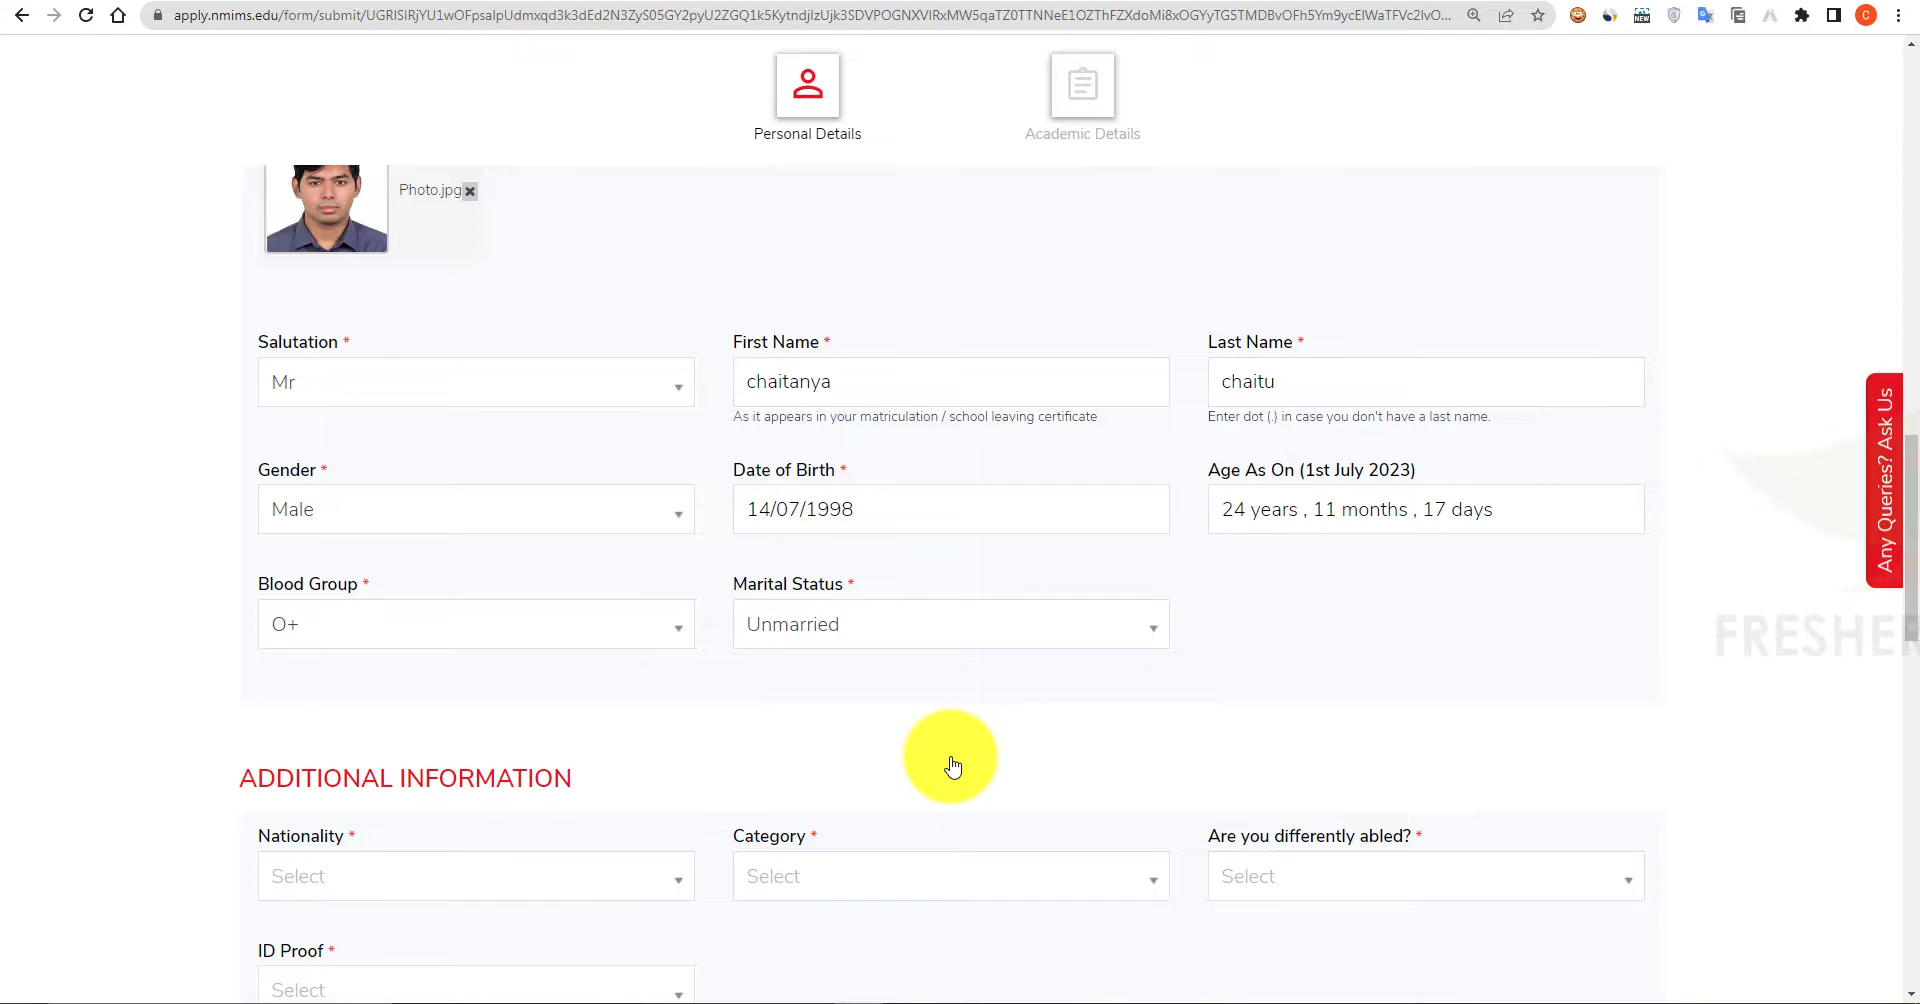 apply.nmims.edu/form/submit/
Personal Details
Academic Details
Photo.jpg
Salutation *
First Name *
Last Name *
Mr
chaitanya
chaitu
As it appears in your matriculation / school leaving certificate
Enter dot (.) in case you don't have a last name.
Gender *
Date of Birth *
Age As On (1st July 2023)
Male
14/07/1998
24 years , 11 months , 17 days
Blood Group *
Marital Status *
O+
Unmarried
Any Queries? Ask Us
FRESHER
ADDITIONAL INFORMATION
Nationality *
Category *
Are you differently abled? *
Select
Select
Select
ID Proof *
Select
NEW
C